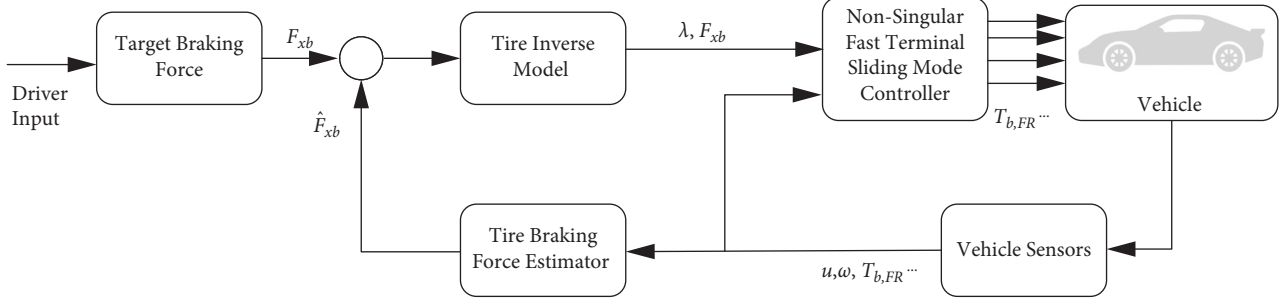 Driver
Input
Target Braking
Force
F_xb
F̂_xb
Tire Inverse
Model
λ, F_xb
Non-Singular
Fast Terminal
Sliding Mode
Controller
T_b,FR ...
Vehicle
Tire Braking
Force Estimator
u,ω, T_b,FR ...
Vehicle Sensors